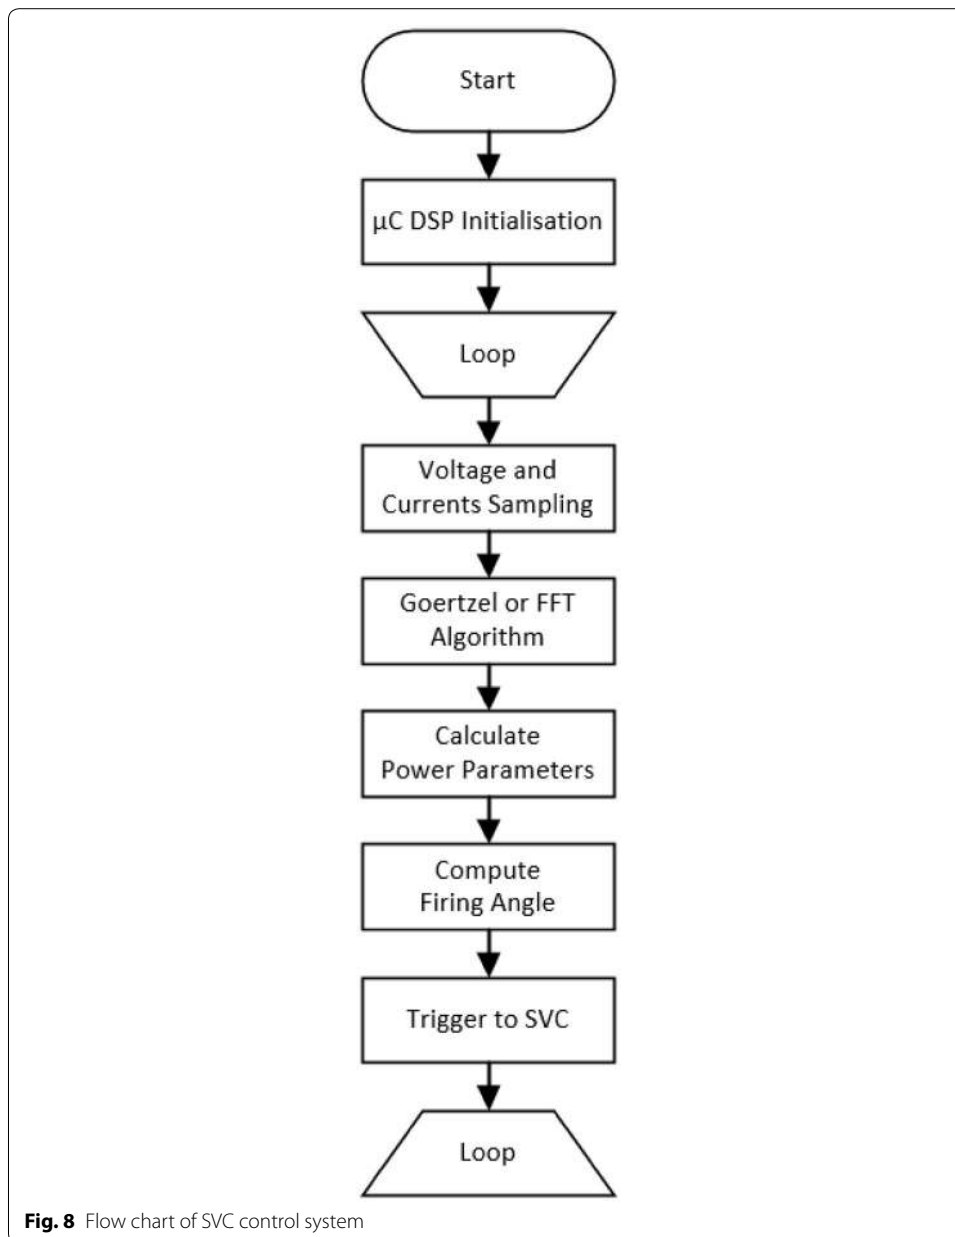 Start
µC DSP Initialisation
Loop
Voltage and
Currents Sampling
Goertzel or FFT
Algorithm
Calculate
Power Parameters
Compute
Firing Angle
Trigger to SVC
Loop
Fig. 8 Flow chart of SVC control system